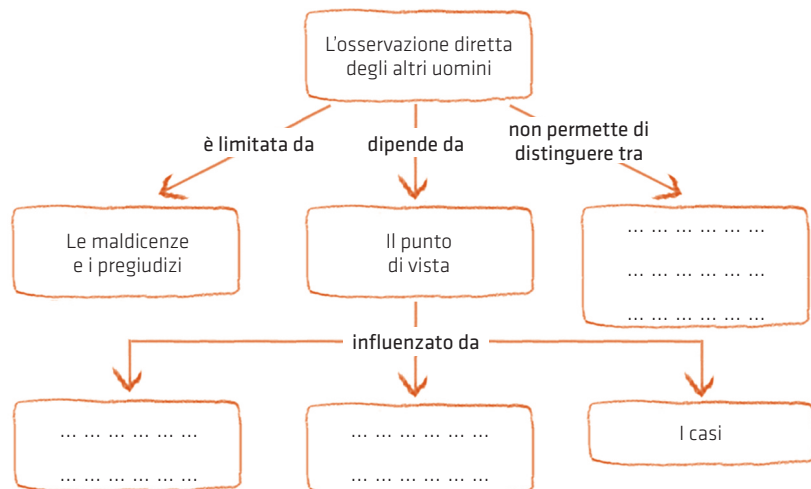 L'osservazione diretta
degli altri uomini
è limitata da
dipende da
non permette di
distinguere tra
Le maldicenze
e i pregiudizi
Il punto
di vista
... ... ... ... ... ...
... ... ... ... ... ...
... ... ... ... ... ...
influenzato da
... ... ... ... ... ...
... ... ... ... ... ...
... ... ... ... ... ...
... ... ... ... ... ...
I casi